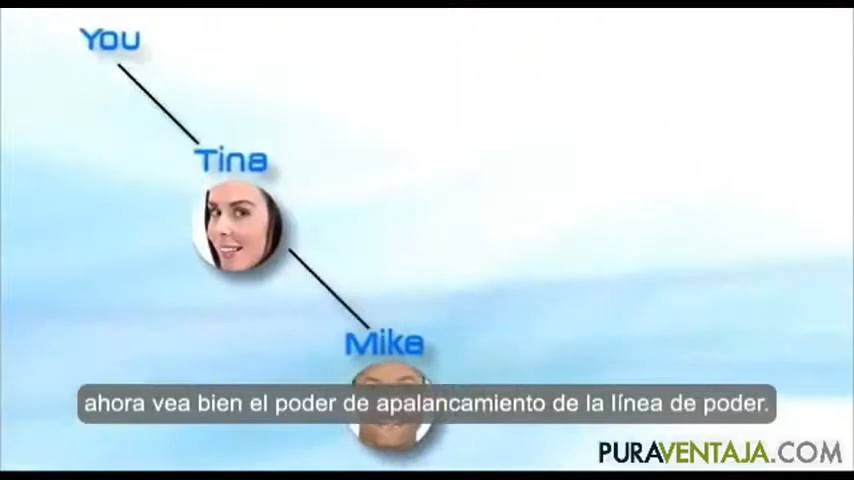 You
Tina
Mike
ahora vea bien el poder de apalancamiento de la línea de poder.
PURAVENTAJA.COM